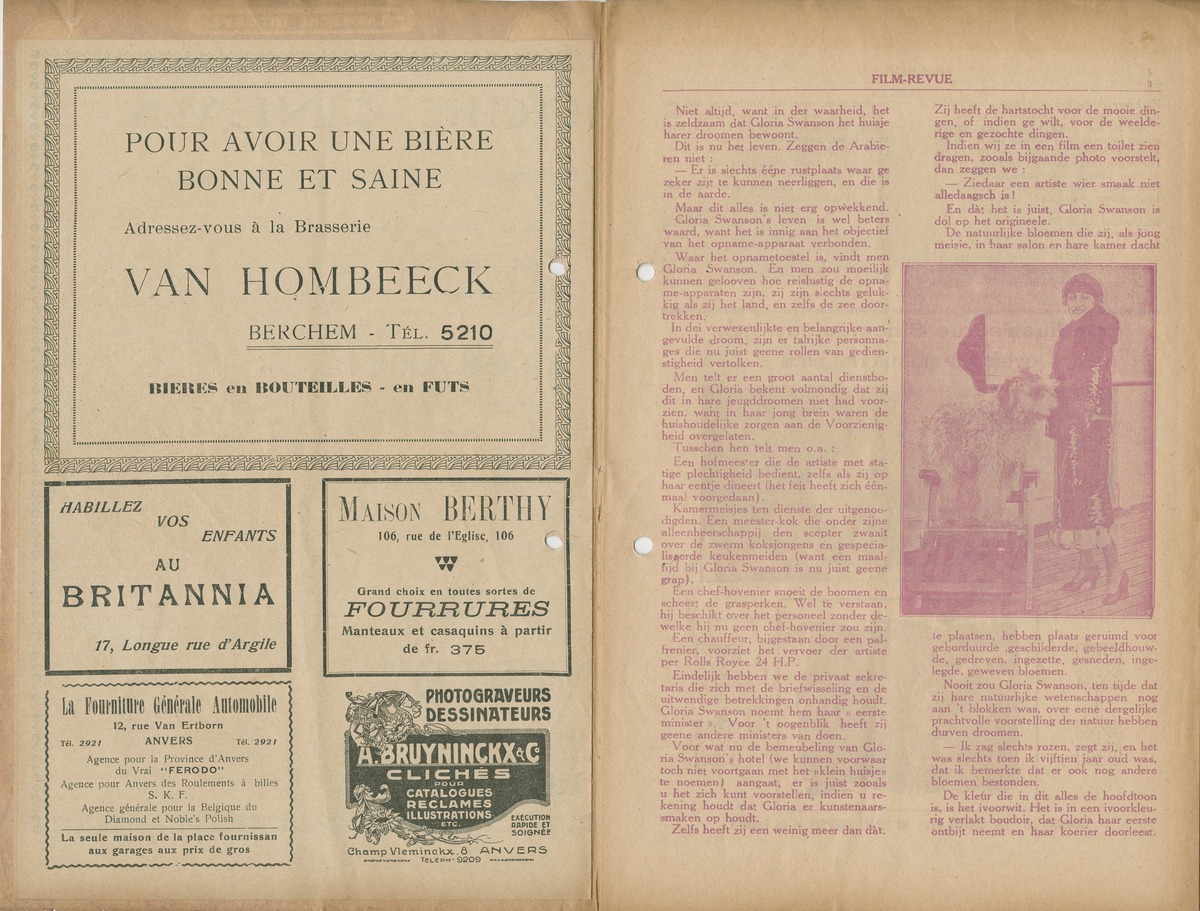 POUR AVOIR UNE BIÈRE
BONNE ET SAINE
Adressez-vous à la Brasserie
VAN HOMBEECK
BERCHEM - TÉL. 5210
BIERES en BOUTEILLES - en FUTS
HABILLEZ
VOS
ENFANTS
AU
BRITANNIA
17, Longue rue d'Argile
MAISON BERTHY
106, rue de l'Eglise, 106
Grand choix en toutes sortes de
FOURRURES
Manteaux et casaquins à partir
de fr. 375
La Fourniture Générale Automobile
12, rue Van Ertborn
Tél. 2921 ANVERS Tél. 2921
Agence pour la Province d'Anvers
du Vrai "FERODO"
Agence pour Anvers des Roulements à billes
S. K. F.
Agence générale pour la Belgique du
Diamond et Noble's Polish
La seule maison de la place fournissan
aux garages aux prix de gros
PHOTOGRAVEURS
DESSINATEURS
A. BRUYNINCKX & Cº
CLICHÉS
POUR
CATALOGUES
RECLAMES
ILLUSTRATIONS
ETC.
EXÉCUTION
RAPIDE ET
SOIGNÉE
Champ Vleminckx. 8 ANVERS
TELÉPH-9209
FILM-REVUE
3
Niet altijd, want in der waarheid, het
is zeldzaam dat Gloria Swanson het huisje
harer droomen bewoont.
Dit is nu het leven. Zeggen de Arabie-
ren niet :
— Er is slechts ééne rustplaats waar ge
zeker zijt te kunnen neerliggen, en die is
in de aarde.
Maar dit alles is niet erg opwekkend.
Gloria Swanson's leven is wel beters
waard, want het is innig aan het objectief
van het opname-apparaat verbonden.
Waar het opnametoestel is, vindt men
Gloria Swanson. En men zou moeilijk
kunnen gelooven hoe reislustig de opna-
me-apparaten zijn, zij zijn slechts geluk-
kig als zij het land, en zelfs de zee door-
trekken.
In dei verwezenlijkte en belangrijke aan-
gevulde droom, zijn er talrijke personna-
ges die nu juist geene rollen van gedien-
stigheid vertolken.
Men telt er een groot aantal dienstbo-
den, en Gloria bekent volmondig dat zij
dit in hare jeugddroomen niet had voor-
zien, want in haar jong brein waren de
huishoudelijke zorgen aan de Voorzienig-
heid overgelaten.
Tusschen hen telt men o.a. :
Een hofmeester die de artiste met sta-
tige plechtigheid bedient, zelfs als zij op
haar eentje dineert (het feit heeft zich één-
maal voorgedaan).
Kamermeisjes ten dienste der uitgenoo-
digden. Een meester-kok die onder zijne
alleenheerschappij den scepter zwaait
over de zwerm koksjongens en gespecia-
liseerde keukenmeiden (want een maal-
tijd bij Gloria Swanson is nu juist geene
grap).
Een chef-hovenier snoeit de boomen en
scheert de grasperken. Wel te verstaan,
hij beschikt over het personeel zonder de-
welke hij nu geen chef-hovenier zou zijn.
Een chauffeur, bijgestaan door een pal-
frenier, voorziet het vervoer der artiste
per Rolls Royce 24 H.P.
Eindelijk hebben we de privaat sekre-
taris die zich met de briefwisseling en de
uitwendige betrekkingen onhandig houdt.
Gloria Swanson noemt hem haar « eerste
minister ». Voor 't oogenblik heeft zij
geene andere ministers van doen.
Voor wat nu de bemeubeling van Glo-
ria Swanson's hotel (we kunnen voorwaar
toch niet voortgaan met het «klein huisje»
te noemen) aangaat, er is juist zooals
u het zich kunt voorstellen, indien u re-
kening houdt dat Gloria er kunstenaars-
smaken op houdt.
Zelfs heeft zij een weinig meer dan dàt.
Zij heeft de hartstocht voor de mooie din-
gen, of indien ge wilt, voor de weelde-
rige en gezochte dingen.
Indien wij ze in een film een toilet zien
dragen, zooals bijgaande photo voorstelt,
dan zeggen we :
— Ziedaar een artiste wier smaak niet
alledaagsch is !
En dàt het is juist, Gloria Swanson is
dol op het origineele.
De natuurlijke bloemen die zij, als jong
meisie, in haar salon en hare kamer dacht
te plaatsen, hebben plaats geruimd voor
geborduurde ,geschilderde, gebeeldhouw-
de, gedreven, ingezette, gesneden, inge-
legde, geweven bloemen.
Nooit zou Gloria Swanson, ten tijde dat
zij hare natuurlijke wetenschappen nog
aan 't blokken was, over eene dergelijke
prachtvolle voorstelling der natuur hebben
durven droomen.
— Ik zag slechts rozen, zegt zij, en het
was slechts toen ik vijftien jaar oud was,
dat ik bemerkte dat er ook nog andere
bloemen bestonden.
De kleur die in dit alles de hoofdtoon
is, is het ivoorwit. Het is in een ivoorkleu-
rig verlakt boudoir, dat Gloria haar eerste
ontbijt neemt en haar koerier doorleest.